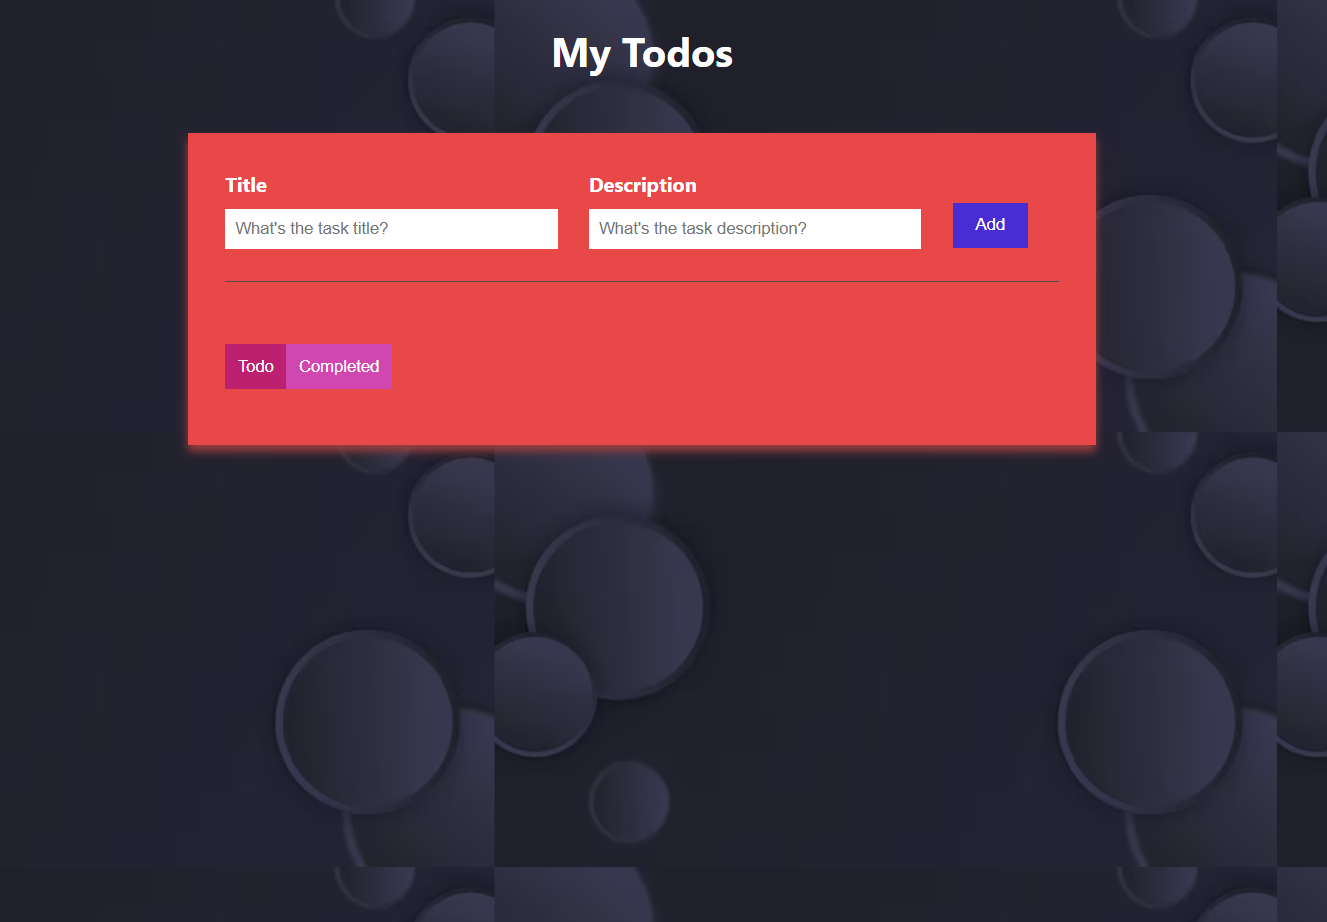 My Todos
Title
Description
What's the task title?
What's the task description?
Add
Todo
Completed